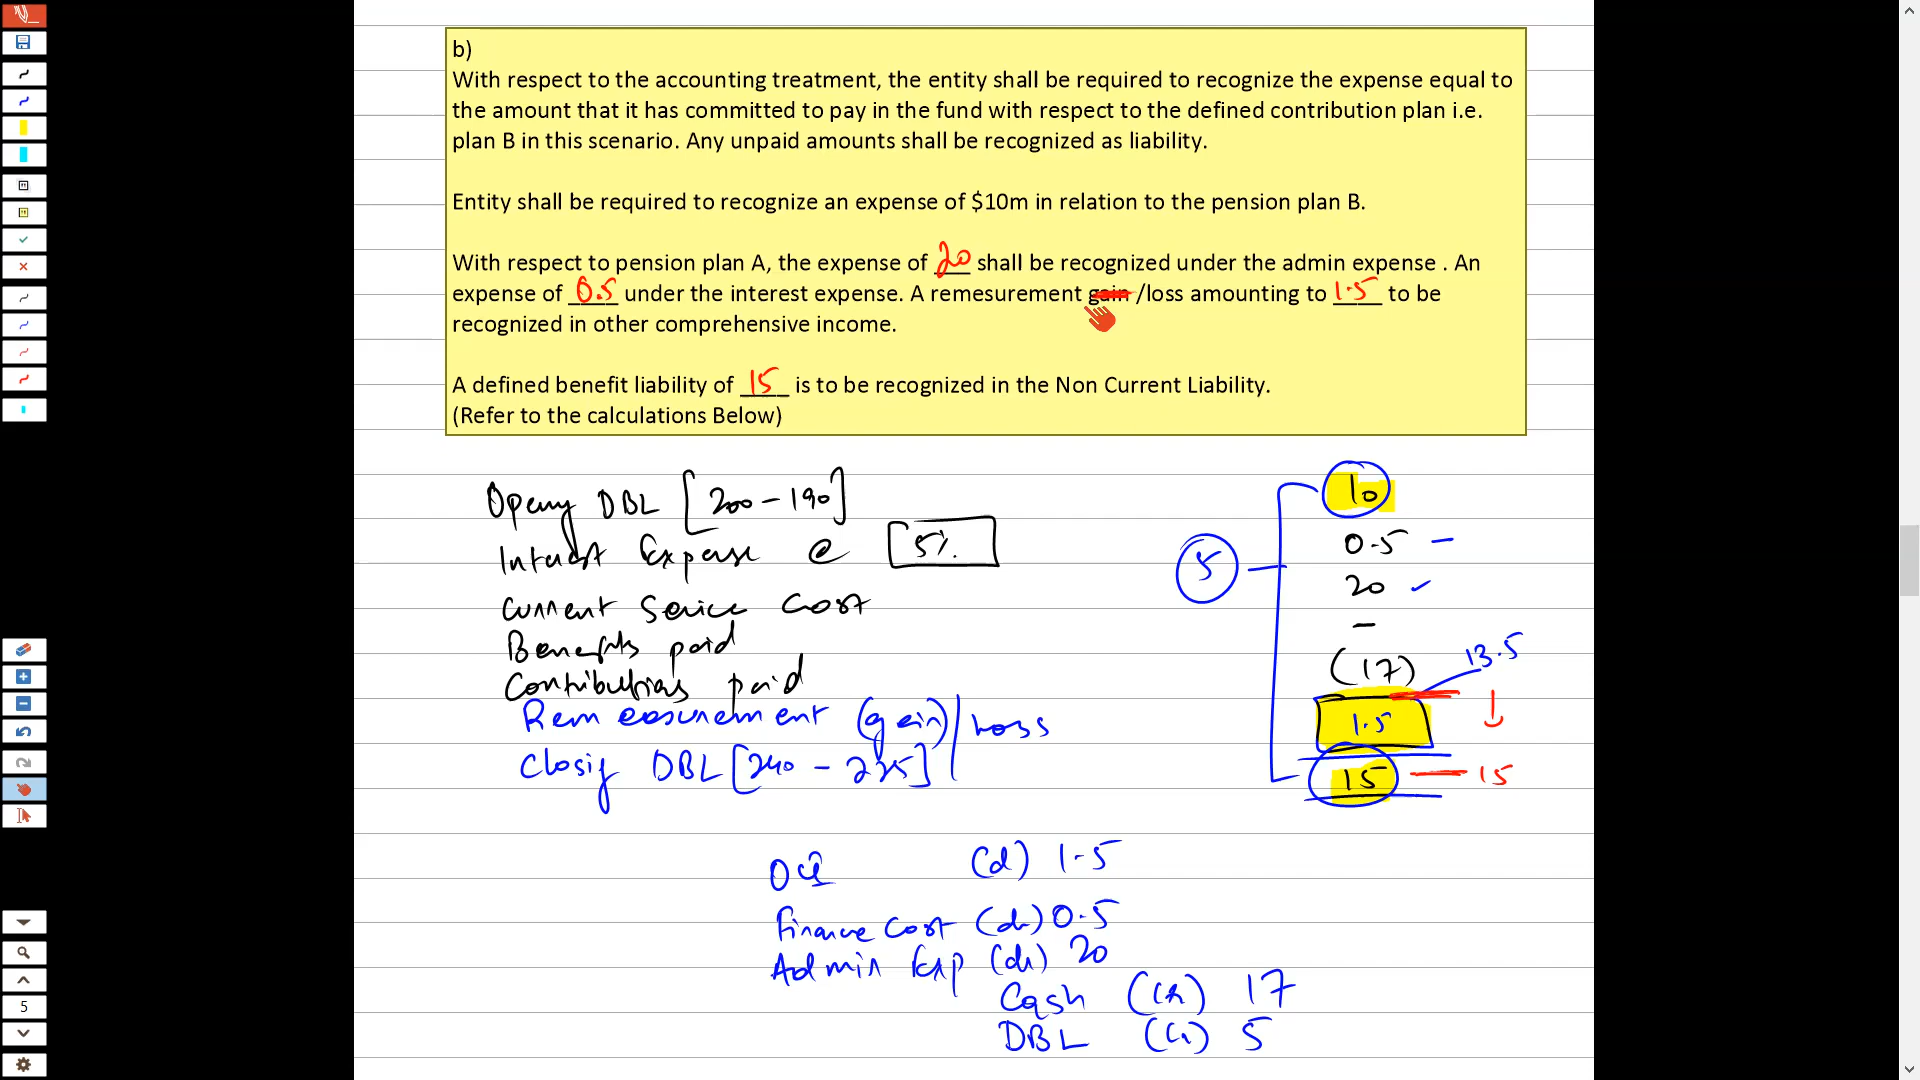 b)
With respect to the accounting treatment, the entity shall be required to recognize the expense equal to
the amount that it has committed to pay in the fund with respect to the defined contribution plan i.e.
plan B in this scenario. Any unpaid amounts shall be recognized as liability.
Entity shall be required to recognize an expense of $10m in relation to the pension plan B.
With respect to pension plan A, the expense of 20 shall be recognized under the admin expense . An
expense of 0.5 under the interest expense. A remesurement gain /loss amounting to 1.5 to be
recognized in other comprehensive income.
A defined benefit liability of 15 is to be recognized in the Non Current Liability.
(Refer to the calculations Below)
Opening DBL [200 - 190] 10
Interest Expense @ [5%.] 0.5 -
5
Current Service Cost 20
Benefits paid -
Contributions paid (17) 13.5
Remeasurement (gain)/Loss 1.5
Closing DBL [240 - 225] 15 - 15
OCI (d) 1.5
Finance Cost (dr) 0.5
Admin Exp (dr) 20
Cash (Cr) 17
DBL (Cr) 5
5